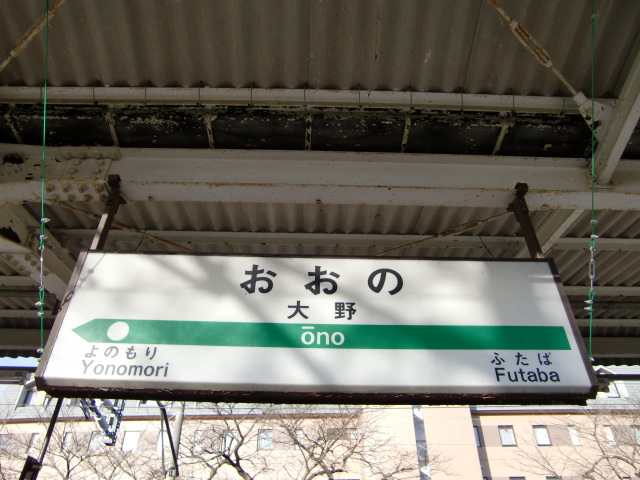 おおの
大野
ōno
よのもり
Yonomori
ふたば
Futaba